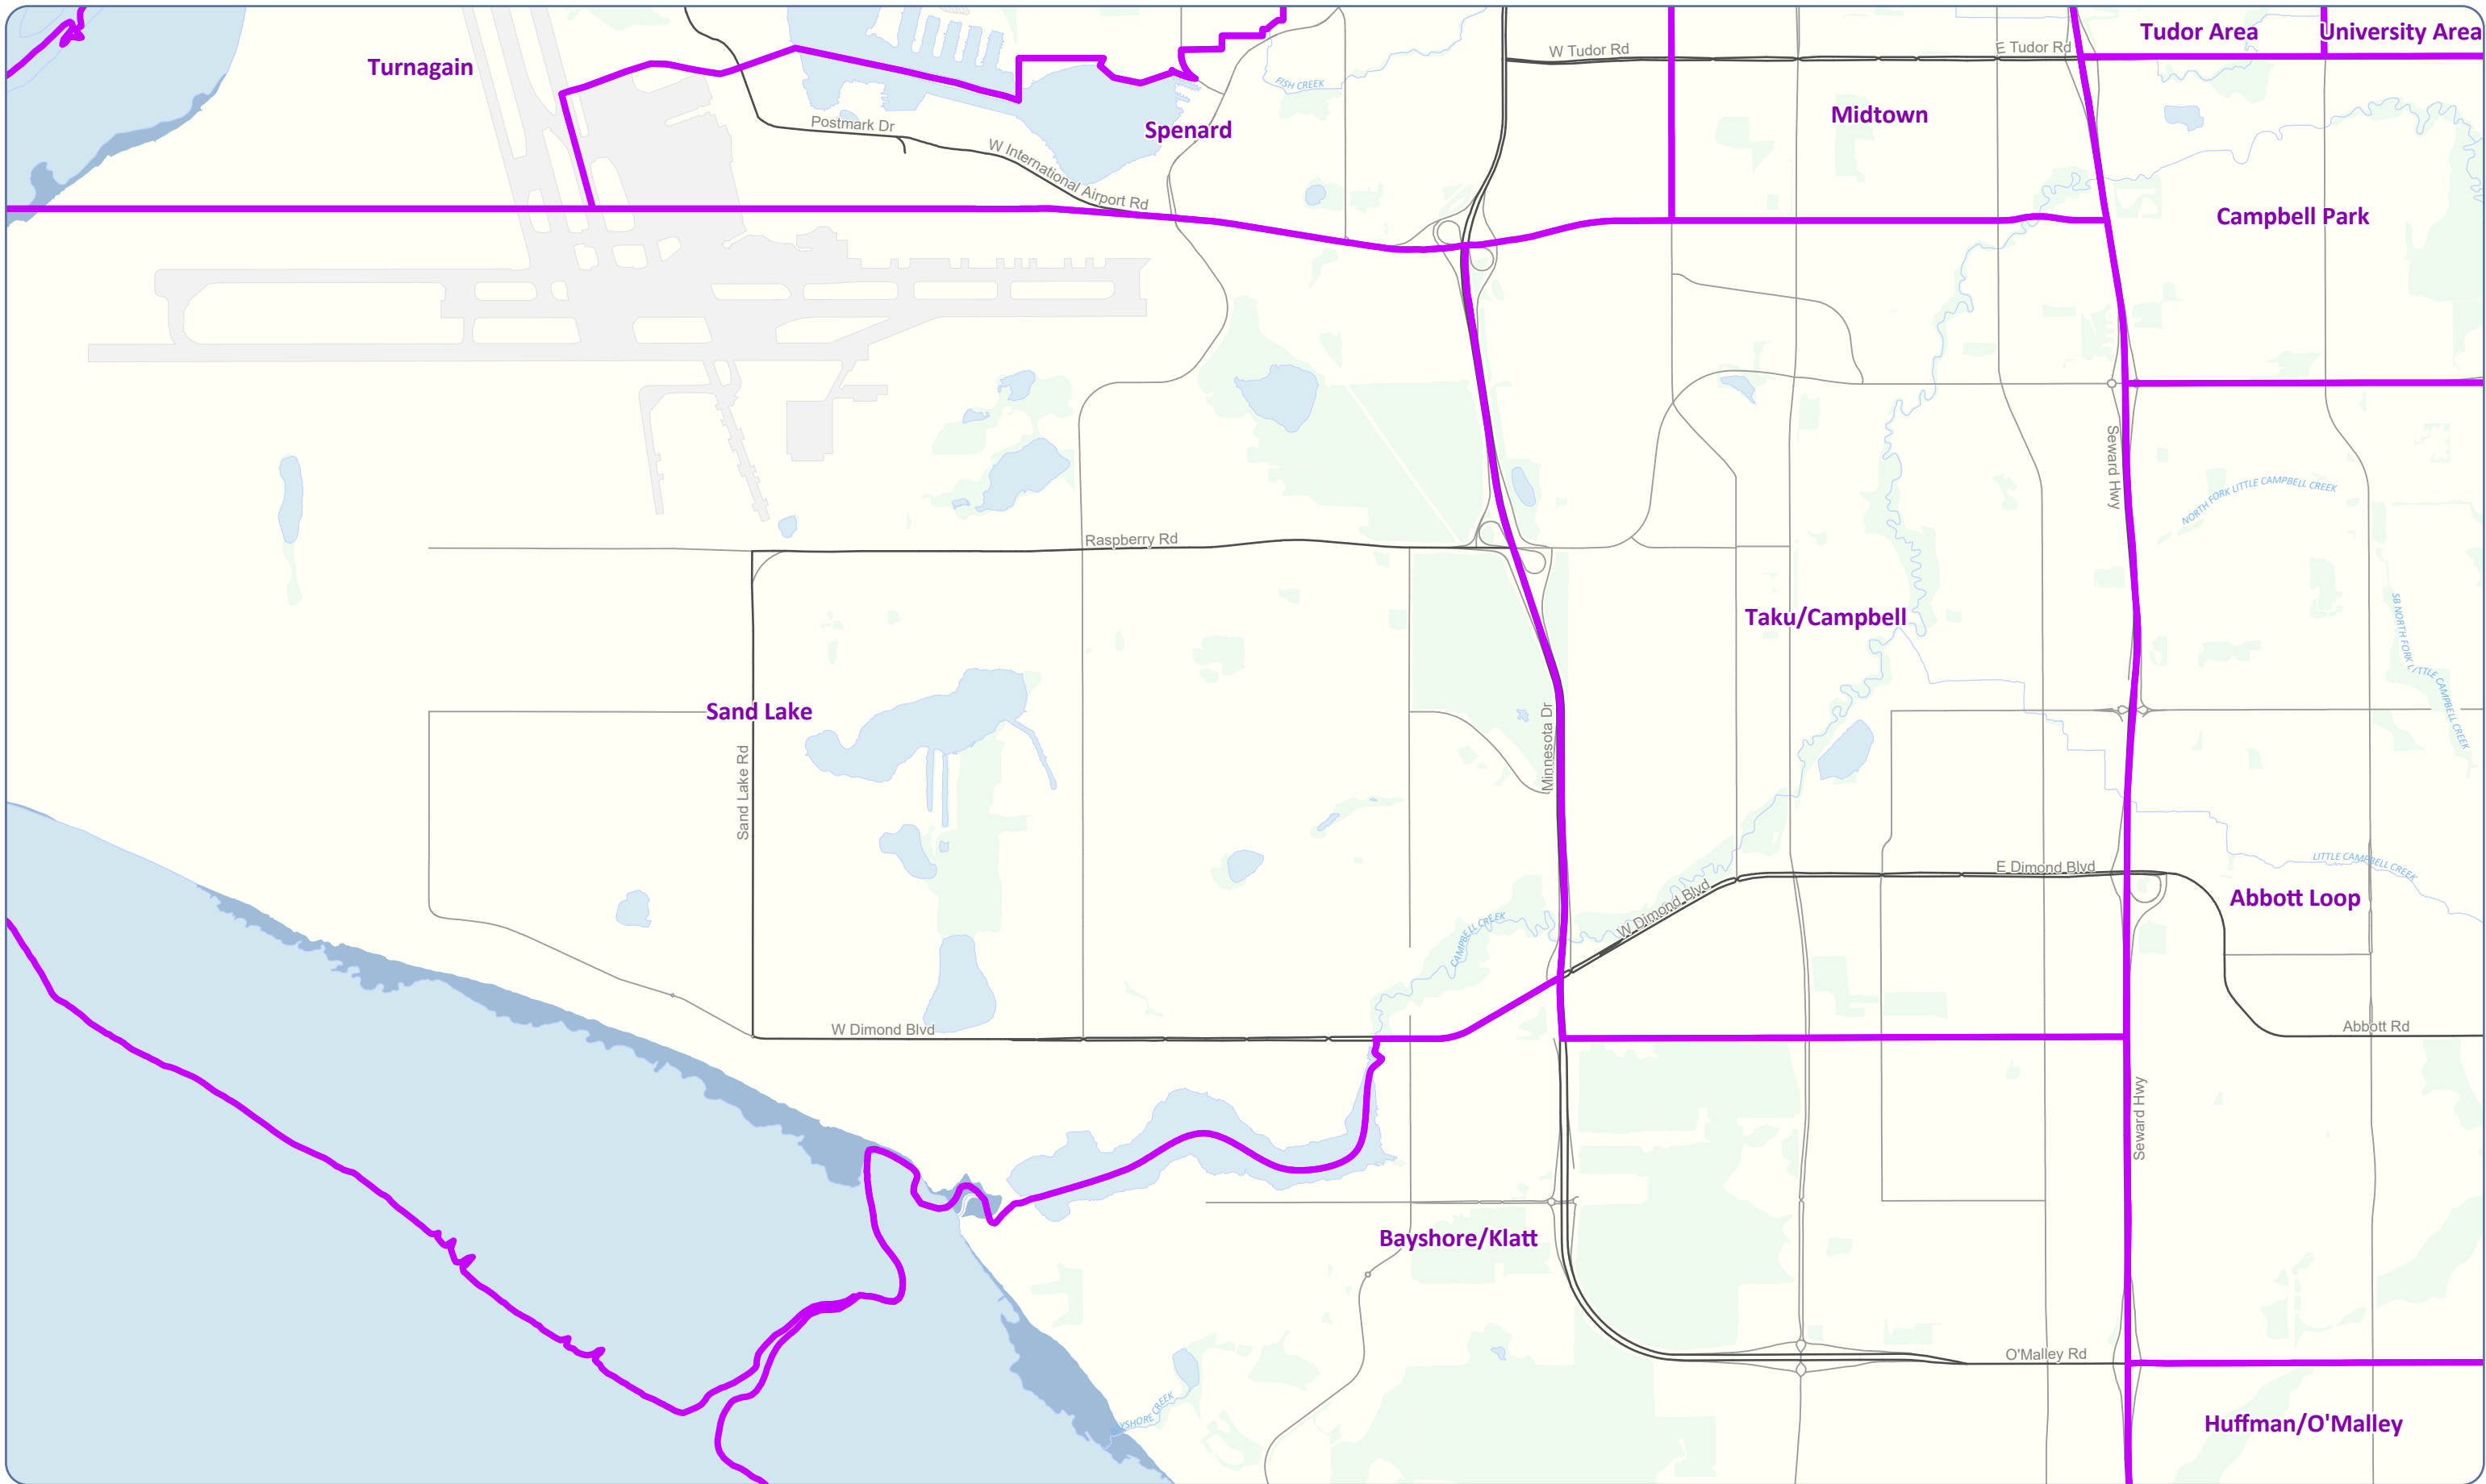 Tudor Area
University Area
W Tudor Rd
E Tudor Rd
Turnagain
FISH CREEK
Midtown
Postmark Dr
Spenard
W International Airport Rd
Campbell Park
Seward Hwy
NORTH FORK LITTLE CAMPBELL CREEK
Raspberry Rd
Taku/Campbell
SB NORTH FORK LITTLE CAMPBELL CREEK
Sand Lake
Sand Lake Rd
Minnesota Dr
E Dimond Blvd
LITTLE CAMPBELL CREEK
Abbott Loop
W Dimond Blvd
CAMPBELL CREEK
W Dimond Blvd
Abbott Rd
Seward Hwy
Bayshore/Klatt
O'Malley Rd
YSHORE CREEK
Huffman/O'Malley